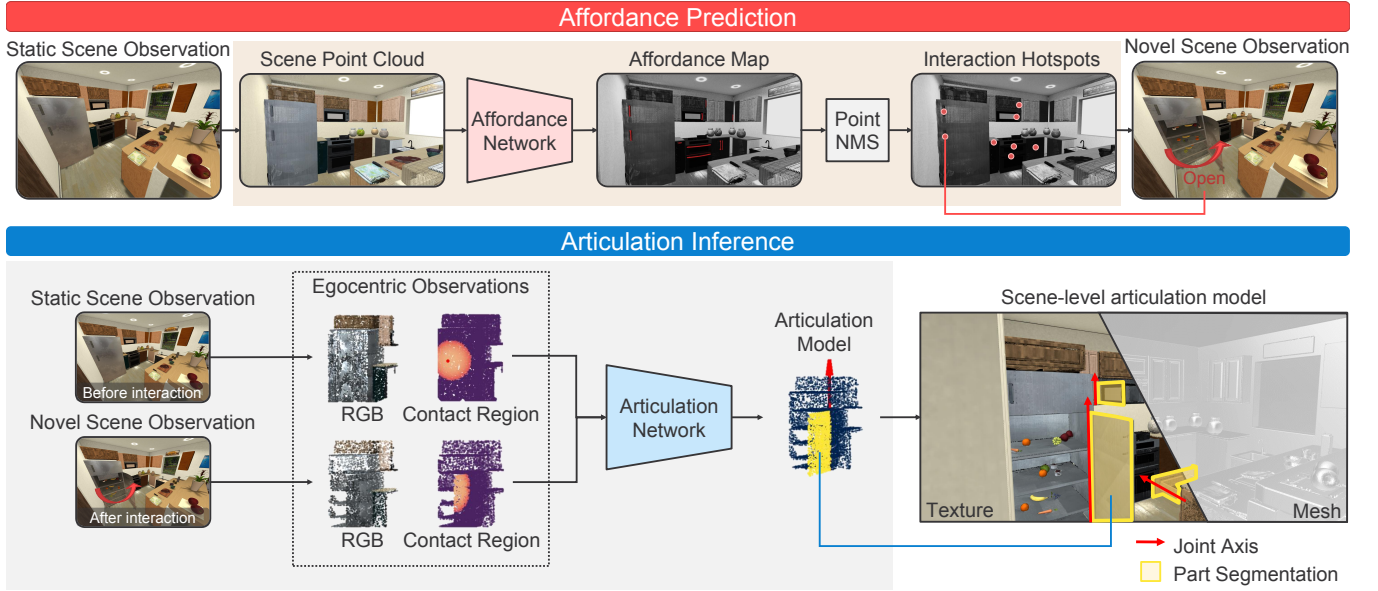 Affordance Prediction
Static Scene Observation
Scene Point Cloud
Affordance Map
Interaction Hotspots
Novel Scene Observation
Affordance
Network
Point
NMS
Open
Articulation Inference
Static Scene Observation
Before interaction
Novel Scene Observation
After interaction
Egocentric Observations
RGB
Contact Region
RGB
Contact Region
Articulation
Network
Articulation
Model
Scene-level articulation model
Texture
Mesh
Joint Axis
Part Segmentation